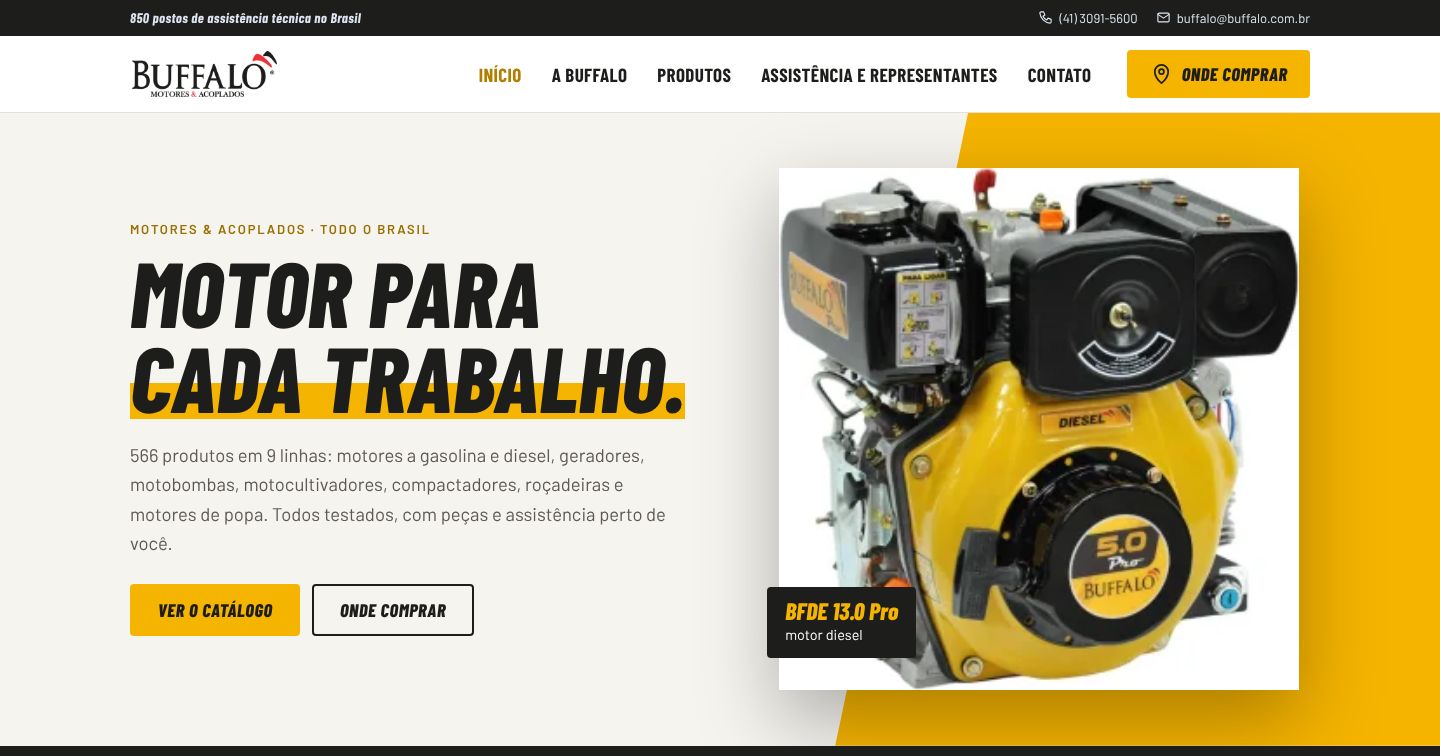 850 postos de assistência técnica no Brasil
(41) 3091-5600
buffalo@buffalo.com.br
BUFFALO®
MOTORES & ACOPLADOS
INÍCIO
A BUFFALO
PRODUTOS
ASSISTÊNCIA E REPRESENTANTES
CONTATO
ONDE COMPRAR
MOTORES & ACOPLADOS · TODO O BRASIL
MOTOR PARA
CADA TRABALHO.
566 produtos em 9 linhas: motores a gasolina e diesel, geradores,
motobombas, motocultivadores, compactadores, roçadeiras e
motores de popa. Todos testados, com peças e assistência perto de
você.
VER O CATÁLOGO
ONDE COMPRAR
BUFFALO
Pro
PARA LIGAR
DIESEL
5.0
Pro
BUFFALO
BFDE 13.0 Pro
motor diesel